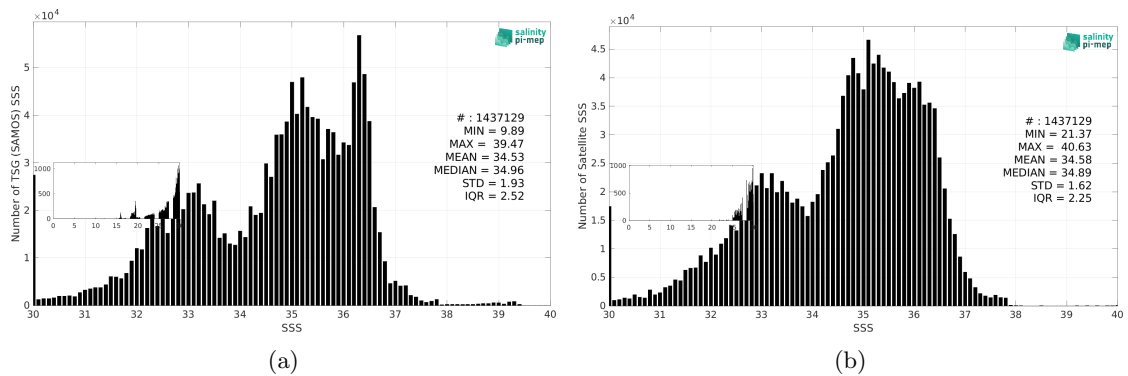 ×10⁴
salinity
pi-mep
6
5
4
3
2
1
0
Number of TSG (SAMOS) SSS
# : 1437129
MIN = 9.89
MAX = 39.47
MEAN = 34.53
MEDIAN = 34.96
STD = 1.93
IQR = 2.52
1000
500
0
0 5 10 15 20 25
30 31 32 33 34 35 36 37 38 39 40
SSS
(a)
×10⁴
salinity
pi-mep
4.5
4
3.5
3
2.5
2
1.5
1
0.5
0
Number of Satellite SSS
# : 1437129
MIN = 21.37
MAX = 40.63
MEAN = 34.58
MEDIAN = 34.89
STD = 1.62
IQR = 2.25
1000
500
0
0 5 10 15 20 25
30 31 32 33 34 35 36 37 38 39 40
SSS
(b)